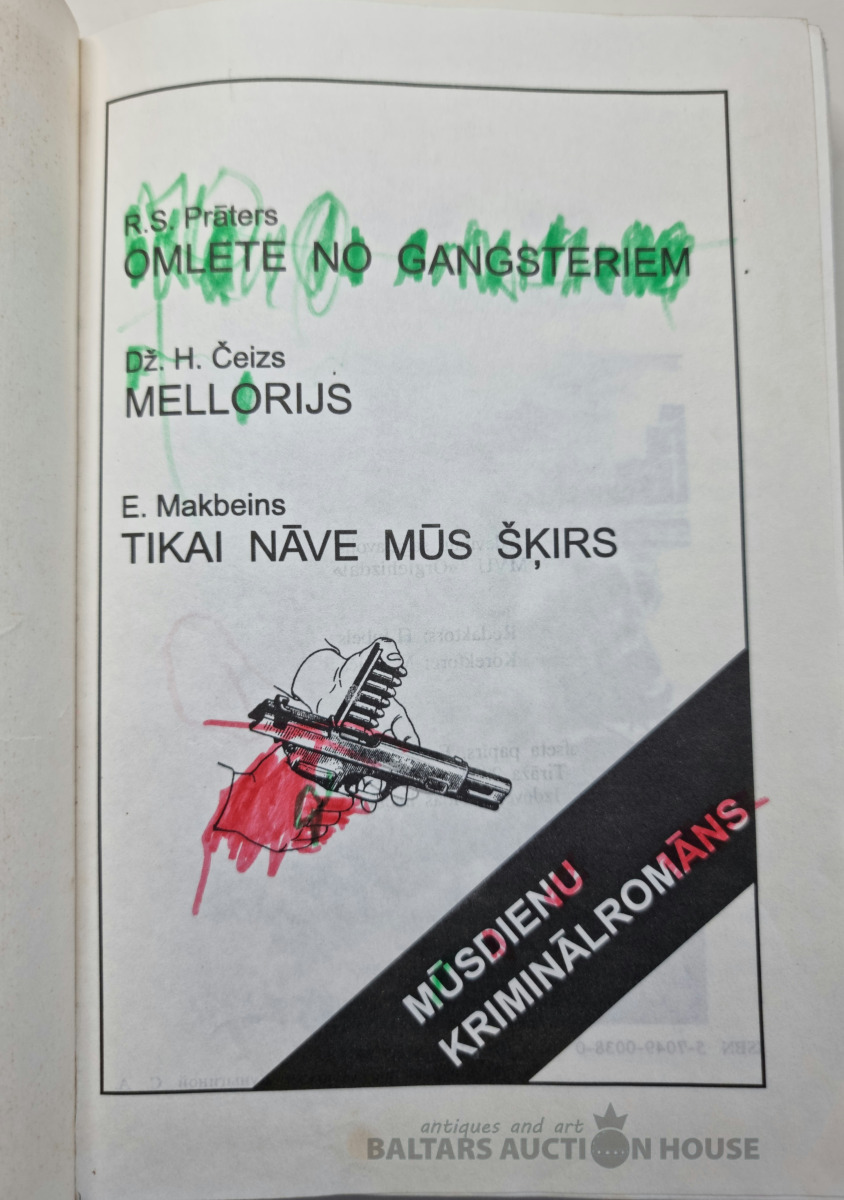 R.S. Prāters
OMLETE NO GANGSTERIEM
Dž. H. Čeizs
MELLORIJS
E. Makbeins
TIKAI NĀVE MŪS ŠĶIRS
MŪSDIENU
KRIMINĀLROMĀNS
antiques and art
BALTARS AUCTION HOUSE